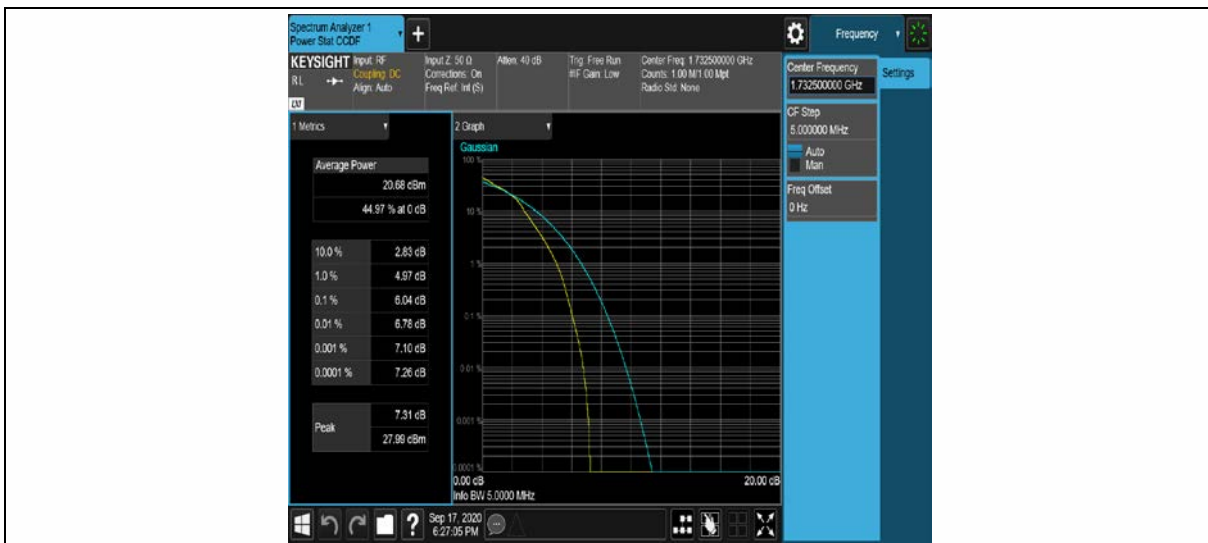 Spectrum Analyzer 1
Power Stat CCDF
+
Frequency
KEYSIGHT
RL
Input: RF
Coupling: DC
Align: Auto
Input Z: 50 Ω
Corrections: On
Freq Ref: Int (S)
Atten: 40 dB
Trig: Free Run
#IF Gain: Low
Center Freq: 1.732500000 GHz
Counts: 1.00 M/1.00 Mpt
Radio Std: None
Center Frequency
1.732500000 GHz
Settings
CF Step
5.000000 MHz
Auto
Man
Freq Offset
0 Hz
1 Metrics
Average Power
20.68 dBm
44.97 % at 0 dB
10.0 % 2.83 dB
1.0 % 4.97 dB
0.1 % 6.04 dB
0.01 % 6.78 dB
0.001 % 7.10 dB
0.0001 % 7.26 dB
Peak
7.31 dB
27.99 dBm
2 Graph
Gaussian
100 %
10 %
1 %
0.1 %
0.01 %
0.001 %
0.0001 %
0.00 dB 20.00 dB
Info BW 5.0000 MHz
?
Sep 17, 2020
6:27:05 PM